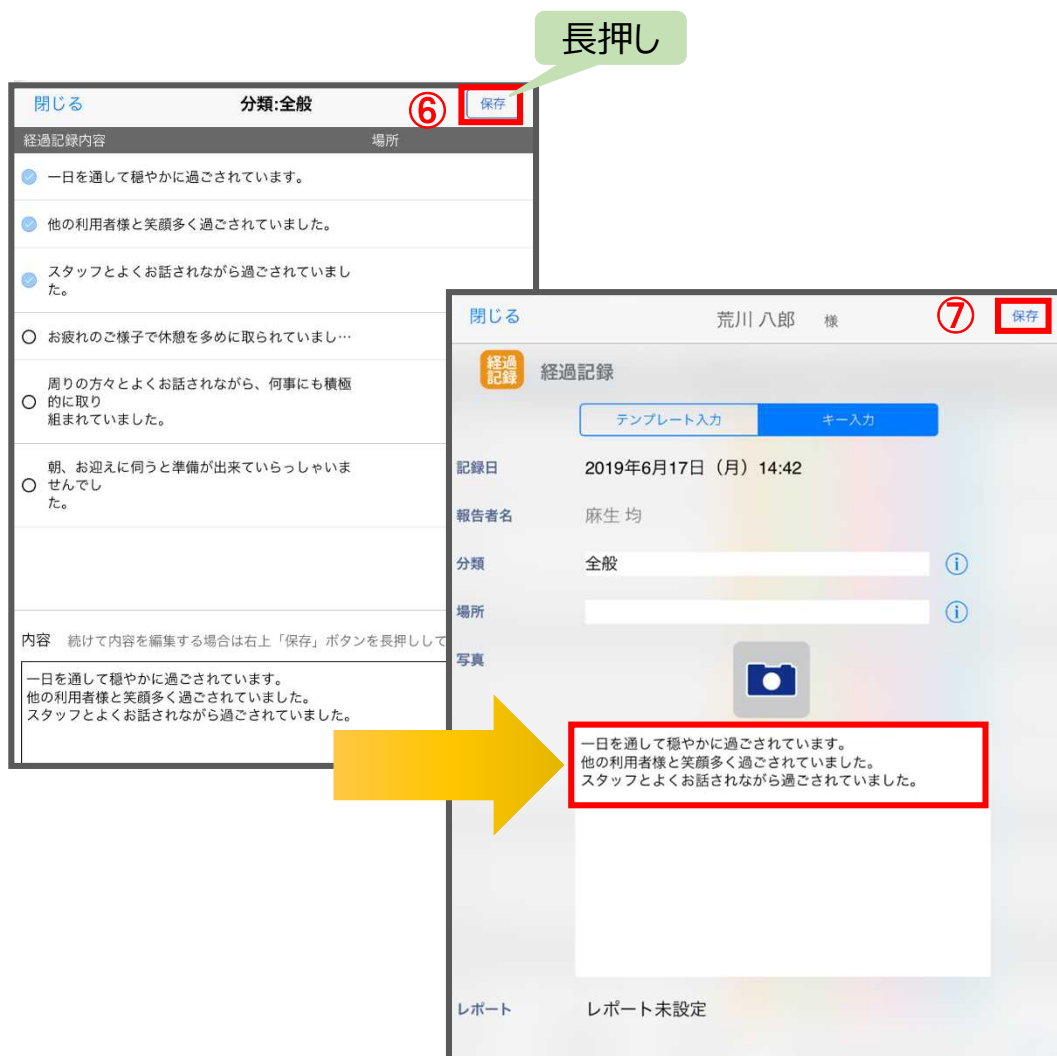 長押し
閉じる 分類:全般 ⑥ 保存
経過記録内容 場所
一日を通して穏やかに過ごされています。
他の利用者様と笑顔多く過ごされていました。
スタッフとよくお話されながら過ごされていまし
た。
お疲れのご様子で休憩を多めに取られていまし…
周りの方々とよくお話されながら、何事にも積極
的に取り
組まれていました。
朝、お迎えに伺うと準備が出来ていらっしゃいま
せんでし
た。
内容 続けて内容を編集する場合は右上「保存」ボタンを長押しして
一日を通して穏やかに過ごされています。
他の利用者様と笑顔多く過ごされていました。
スタッフとよくお話されながら過ごされていました。
閉じる 荒川 八郎 様 ⑦ 保存
経過
記録
経過記録
テンプレート入力 キー入力
記録日 2019年6月17日（月）14:42
報告者名 麻生 均
分類 全般
場所
写真
一日を通して穏やかに過ごされています。
他の利用者様と笑顔多く過ごされていました。
スタッフとよくお話されながら過ごされていました。
レポート レポート未設定